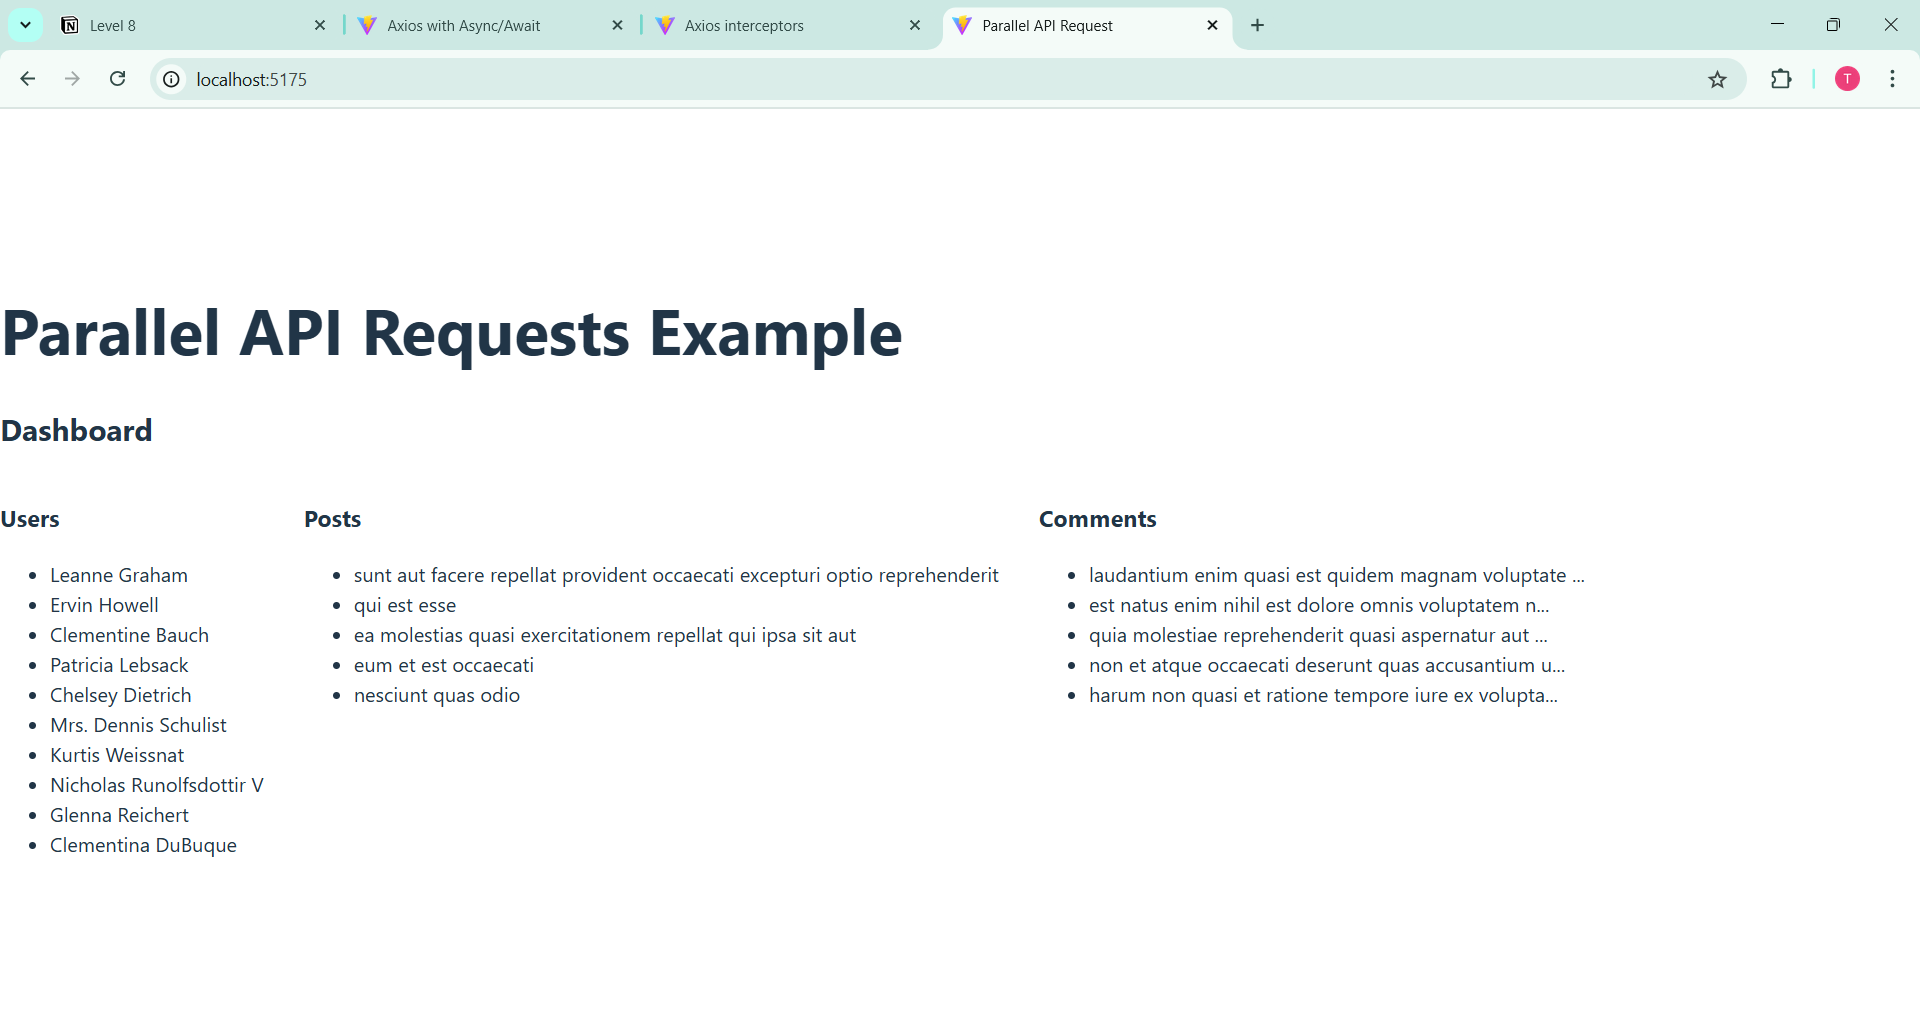 Level 8
Axios with Async/Await
Axios interceptors
Parallel API Request
localhost:5175
T
Parallel API Requests Example
Dashboard
Users
Leanne Graham
Ervin Howell
Clementine Bauch
Patricia Lebsack
Chelsey Dietrich
Mrs. Dennis Schulist
Kurtis Weissnat
Nicholas Runolfsdottir V
Glenna Reichert
Clementina DuBuque
Posts
sunt aut facere repellat provident occaecati excepturi optio reprehenderit
qui est esse
ea molestias quasi exercitationem repellat qui ipsa sit aut
eum et est occaecati
nesciunt quas odio
Comments
laudantium enim quasi est quidem magnam voluptate ...
est natus enim nihil est dolore omnis voluptatem n...
quia molestiae reprehenderit quasi aspernatur aut ...
non et atque occaecati deserunt quas accusantium u...
harum non quasi et ratione tempore iure ex volupta...